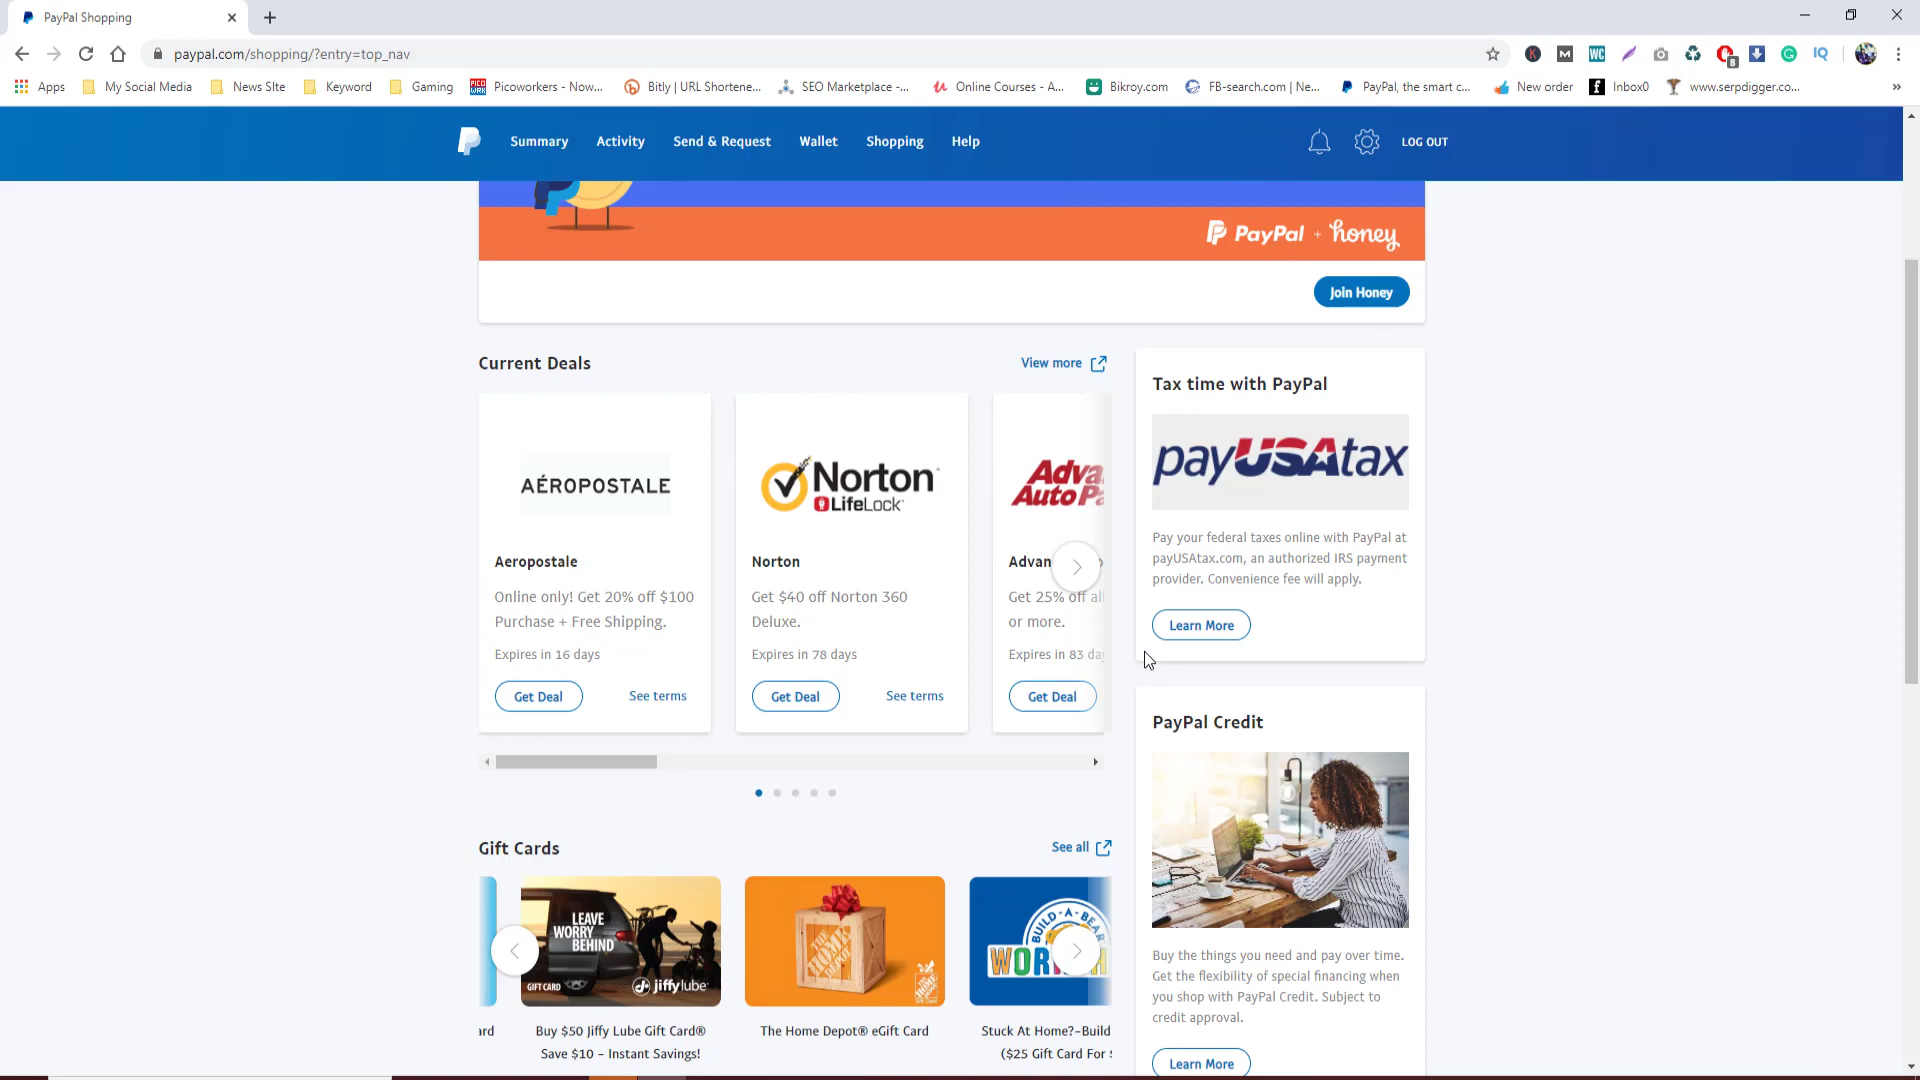 PayPal Shopping
paypal.com/shopping/?entry=top_nav
8
Apps My Social Media News SIte Keyword Gaming Picoworkers - Now... Bitly | URL Shortene... SEO Marketplace -... Online Courses - A... Bikroy.com FB-search.com | Ne... PayPal, the smart c... New order Inbox0 www.serpdigger.co...
Summary Activity Send & Request Wallet Shopping Help LOG OUT
PayPal + honey
Join Honey
Current Deals View more
AÉROPOSTALE
Aeropostale
Online only! Get 20% off $100
Purchase + Free Shipping.
Expires in 16 days
Get Deal See terms
Norton
LifeLock
Norton
Get $40 off Norton 360
Deluxe.
Expires in 78 days
Get Deal See terms
Adva
Auto Pa
Advan
Get 25% off al
or more.
Expires in 83 da
Get Deal
Tax time with PayPal
payUSAtax
Pay your federal taxes online with PayPal at
payUSAtax.com, an authorized IRS payment
provider. Convenience fee will apply.
Learn More
PayPal Credit
Buy the things you need and pay over time.
Get the flexibility of special financing when
you shop with PayPal Credit. Subject to
credit approval.
Learn More
Gift Cards See all
ard
LEAVE
WORRY
BEHIND
GIFT CARD jiffylube
Buy $50 Jiffy Lube Gift Card®
Save $10 - Instant Savings!
THE HOME DEPOT
The Home Depot® eGift Card
BUILD-A-BEAR
WOR
Stuck At Home?-Build
($25 Gift Card For $